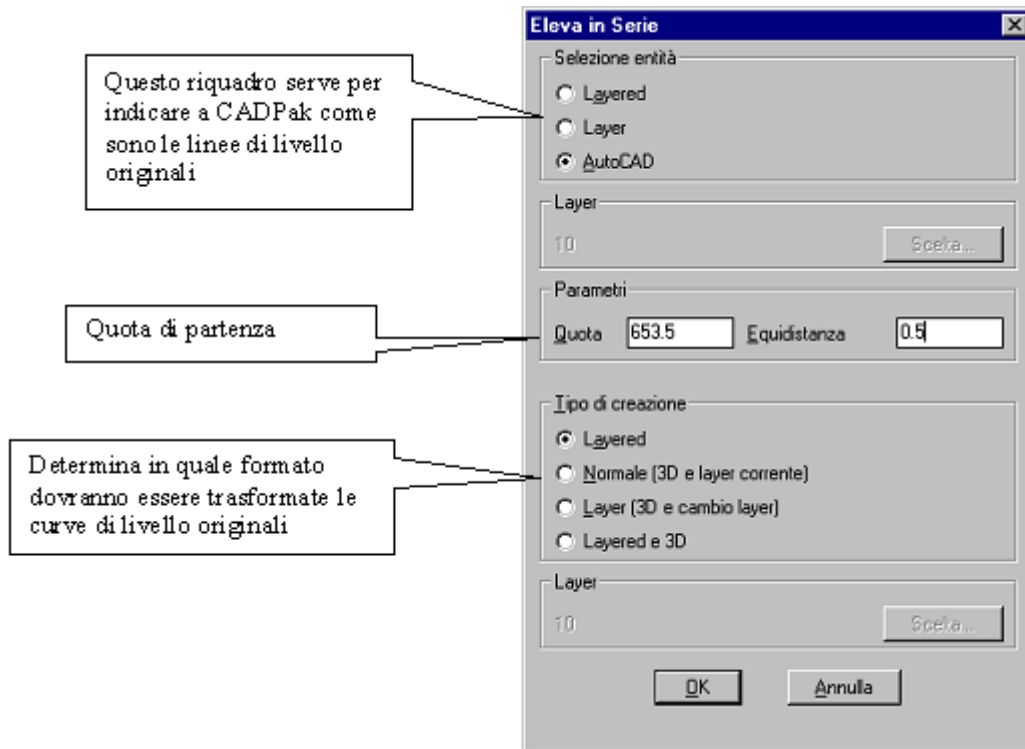 Eleva in Serie
Questo riquadro serve per
indicare a CADPak come
sono le linee di livello
originali
Selezione entità
Layered
Layer
AutoCAD
Layer
10
Scelta...
Quota di partenza
Parametri
Quota 653.5 Equidistanza 0.5
Determina in quale formato
dovranno essere trasformate le
curve di livello originali
Tipo di creazione
Layered
Normale (3D e layer corrente)
Layer (3D e cambio layer)
Layered e 3D
Layer
10
Scelta...
OK
Annulla